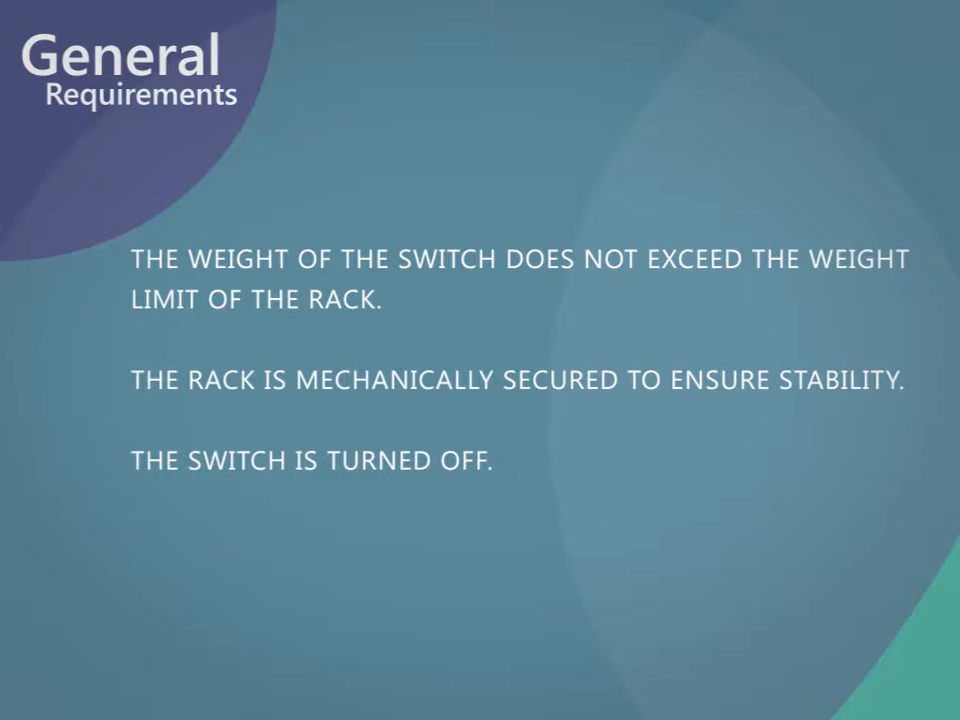 General
Requirements
THE WEIGHT OF THE SWITCH DOES NOT EXCEED THE WEIGHT
LIMIT OF THE RACK.
THE RACK IS MECHANICALLY SECURED TO ENSURE STABILITY.
THE SWITCH IS TURNED OFF.